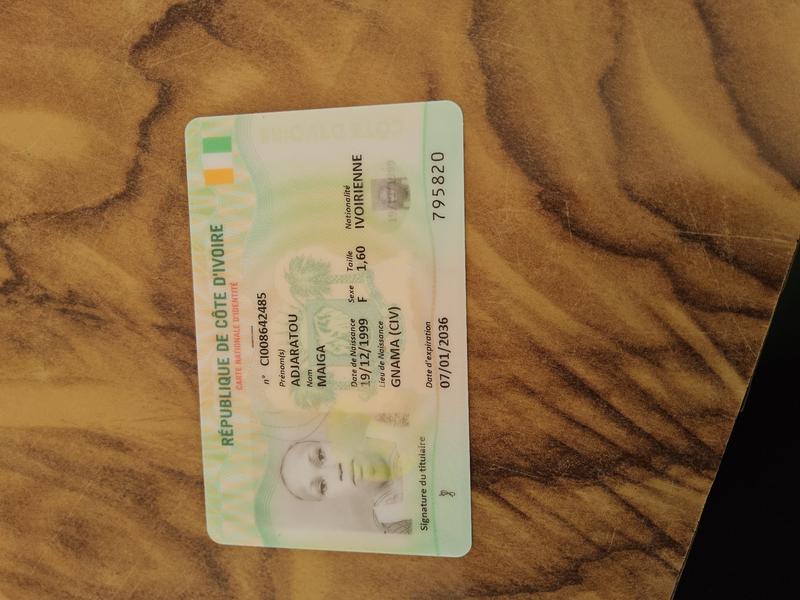 RÉPUBLIQUE DE CÔTE D'IVOIRE
CARTE NATIONALE D'IDENTITÉ
n° CI008642485
Prénom(s)
ADJARATOU
Nom
MAIGA
Date de Naissance Sexe Taille Nationalité
19/12/1999 F 1,60 IVOIRIENNE
Lieu de Naissance
GNAMA (CIV)
Date d'expiration
07/01/2036
795820
Signature du titulaire
CÔTE D'IVOIRE